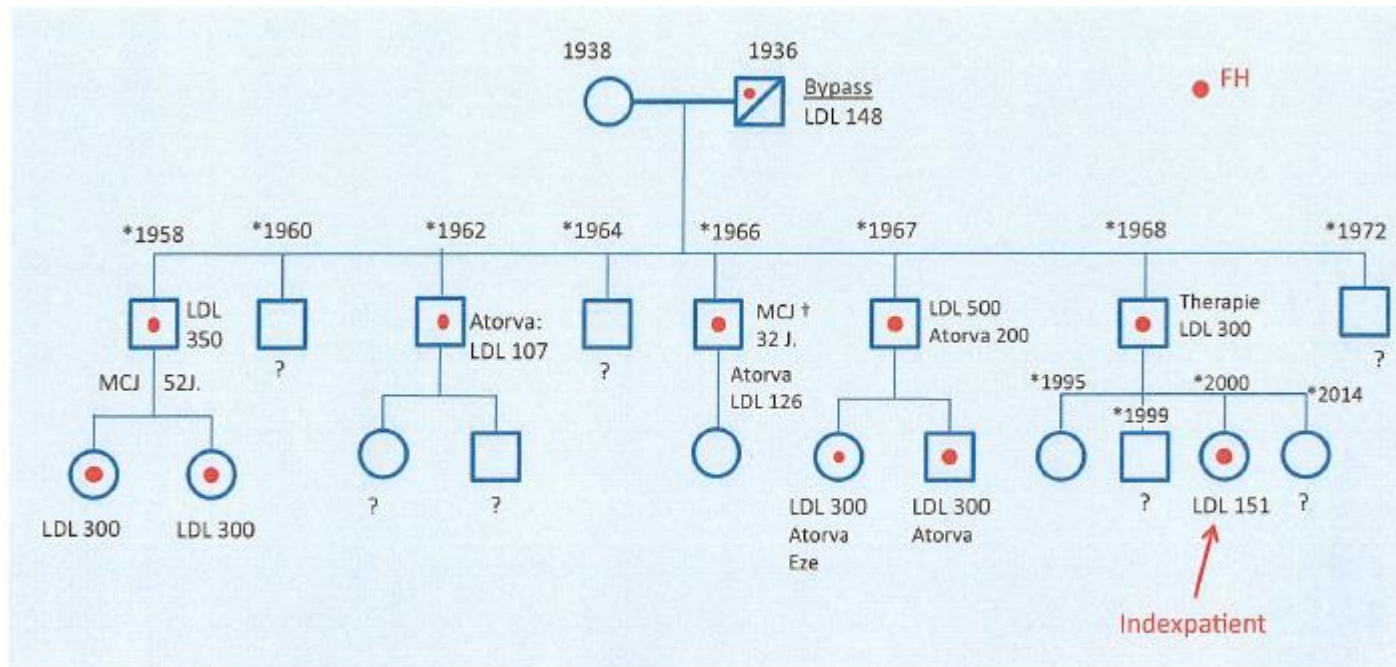 1938
1936
FH
Bypass
LDL 148
*1958
*1960
*1962
*1964
*1966
*1967
*1968
*1972
LDL
350
?
Atorva:
LDL 107
?
MCJ †
32 J.
Atorva
LDL 126
LDL 500
Atorva 200
Therapie
LDL 300
?
MCJ
52J.
*1995
*1999
*2000
*2014
LDL 300
LDL 300
?
?
LDL 300
Atorva
Eze
LDL 300
Atorva
?
LDL 151
?
Indexpatient